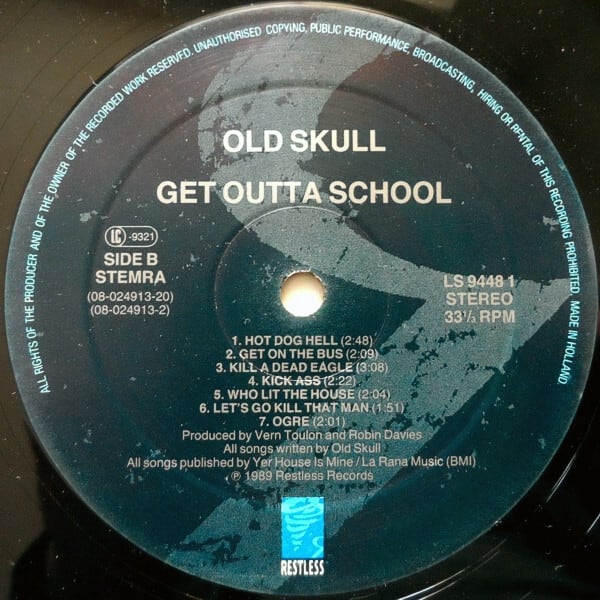 ALL RIGHTS OF THE PRODUCER AND OF THE OWNER OF THE RECORDED WORK RESERVED. UNAUTHORISED COPYING, PUBLIC PERFORMANCE, BROADCASTING, HIRING OR RENTAL OF THIS RECORDING PROHIBITED. MADE IN HOLLAND.
OLD SKULL
GET OUTTA SCHOOL
LC -9321
SIDE B
STEMRA
(08-024913-20)
(08-024913-2)
LS 9448 1
STEREO
33⅓ RPM
1. HOT DOG HELL (2:48)
2. GET ON THE BUS (2:09)
3. KILL A DEAD EAGLE (3:08)
4. KICK ASS (2:22)
5. WHO LIT THE HOUSE (2:04)
6. LET'S GO KILL THAT MAN (1:51)
7. OGRE (2:01)
Produced by Vern Toulon and Robin Davies
All songs written by Old Skull
All songs published by Yer House Is Mine / La Rana Music (BMI)
℗ 1989 Restless Records
RESTLESS